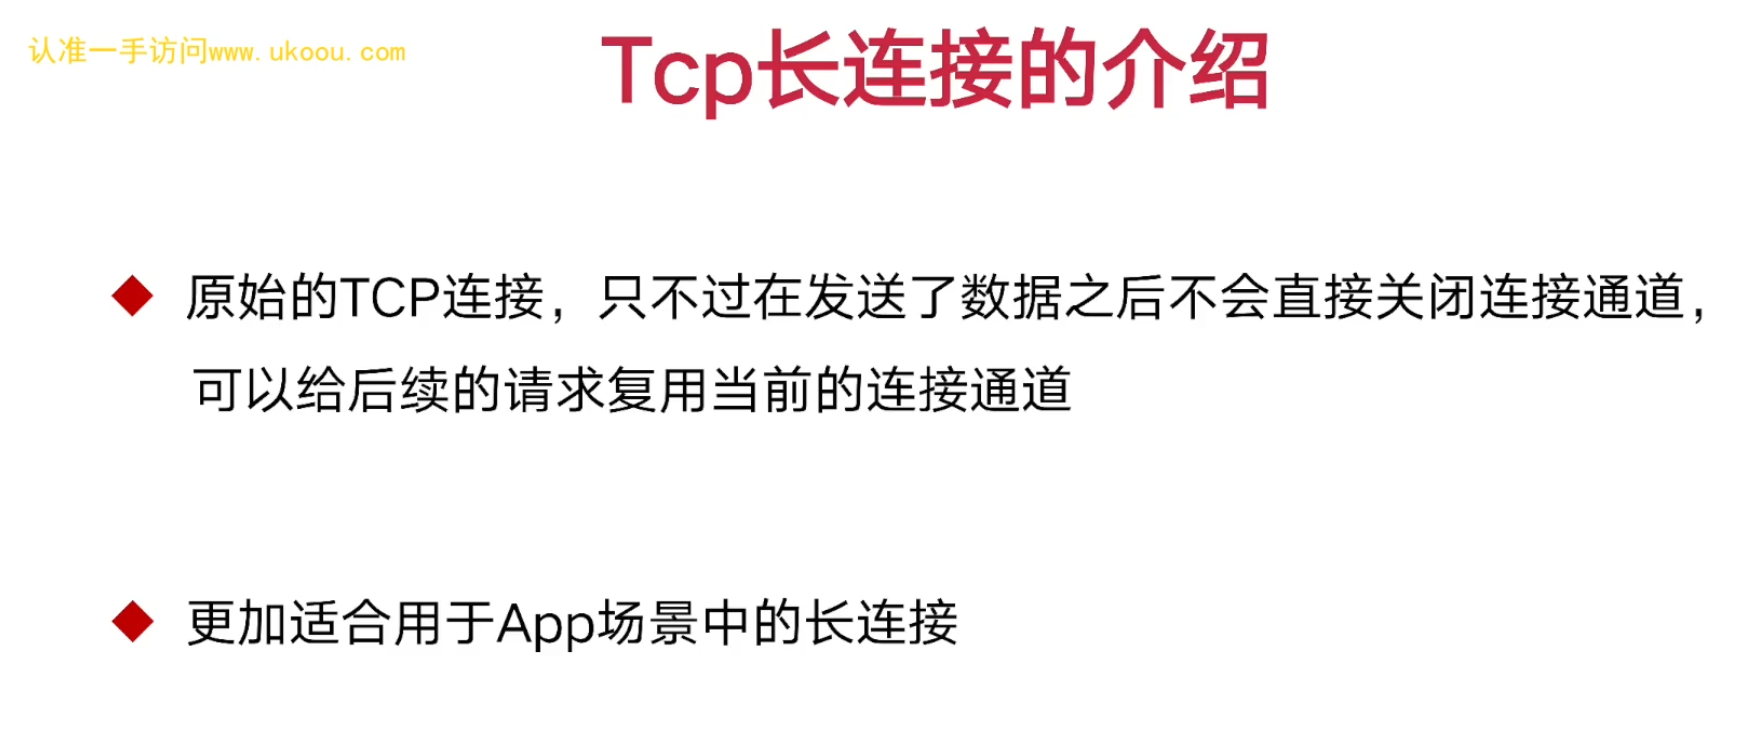 认准一手访问www.ukoou.com
Tcp长连接的介绍
原始的TCP连接，只不过在发送了数据之后不会直接关闭连接通道，
可以给后续的请求复用当前的连接通道
更加适合用于App场景中的长连接